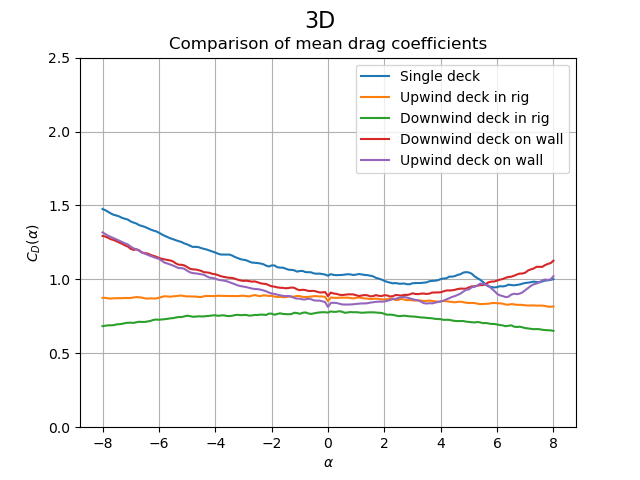 3D
Comparison of mean drag coefficients
2.5
2.0
1.5
1.0
0.5
0.0
C_D(α)
Single deck
Upwind deck in rig
Downwind deck in rig
Downwind deck on wall
Upwind deck on wall
−8 −6 −4 −2 0 2 4 6 8
α